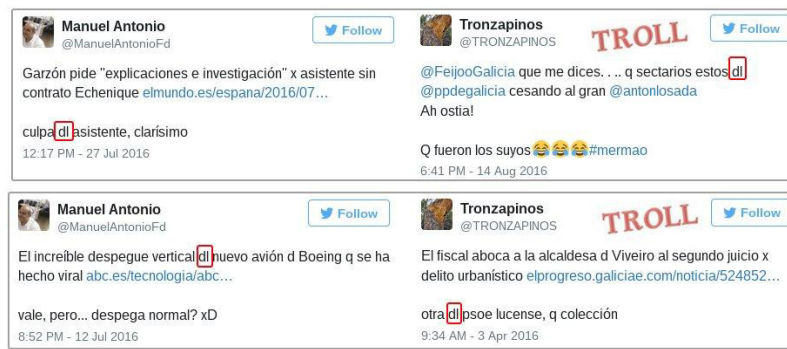 Manuel Antonio
@ManuelAntonioFd
Follow
Garzón pide "explicaciones e investigación" x asistente sin
contrato Echenique elmundo.es/espana/2016/07…
culpa dl asistente, clarísimo
12:17 PM - 27 Jul 2016
Tronzapinos
@TRONZAPINOS
TROLL
Follow
@FeijooGalicia que me dices. . .. q sectarios estos dl
@ppdegalicia cesando al gran @antonlosada
Ah ostia!
Q fueron los suyos😂😂😂#mermao
6:41 PM - 14 Aug 2016
Manuel Antonio
@ManuelAntonioFd
Follow
El increíble despegue vertical dl nuevo avión d Boeing q se ha
hecho viral abc.es/tecnologia/abc…
vale, pero... despega normal? xD
8:52 PM - 12 Jul 2016
Tronzapinos
@TRONZAPINOS
TROLL
Follow
El fiscal aboca a la alcaldesa d Viveiro al segundo juicio x
delito urbanístico elprogreso.galiciae.com/noticia/524852…
otra dl psoe lucense, q colección
9:34 AM - 3 Apr 2016